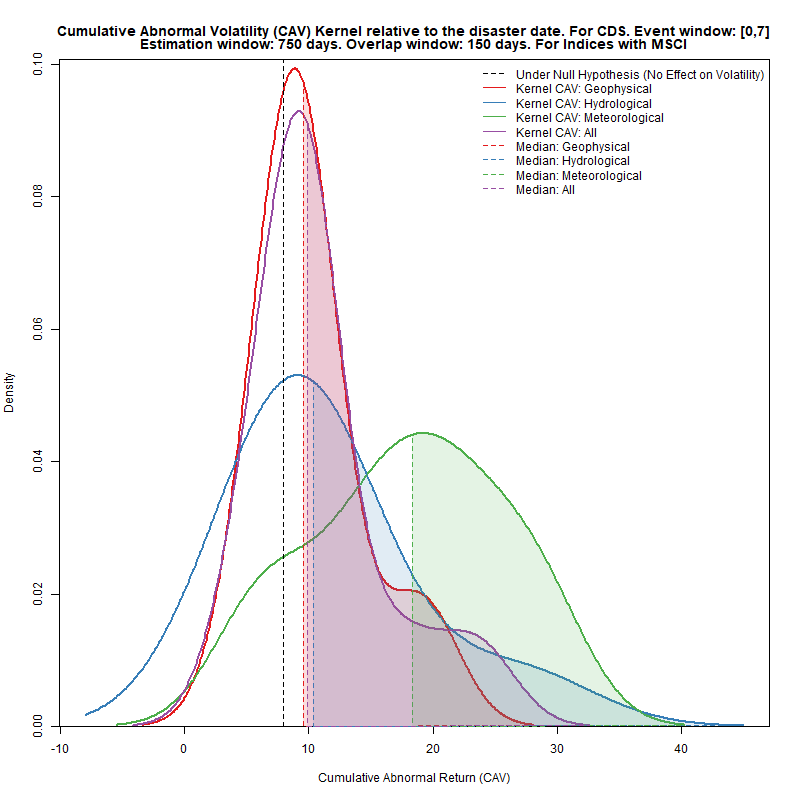 Cumulative Abnormal Volatility (CAV) Kernel relative to the disaster date. For CDS. Event window: [0,7]
Estimation window: 750 days. Overlap window: 150 days. For Indices with MSCI
Under Null Hypothesis (No Effect on Volatility)
Kernel CAV: Geophysical
Kernel CAV: Hydrological
Kernel CAV: Meteorological
Kernel CAV: All
Median: Geophysical
Median: Hydrological
Median: Meteorological
Median: All
Density
0.10
0.08
0.06
0.04
0.02
0.00
-10 0 10 20 30 40
Cumulative Abnormal Return (CAV)